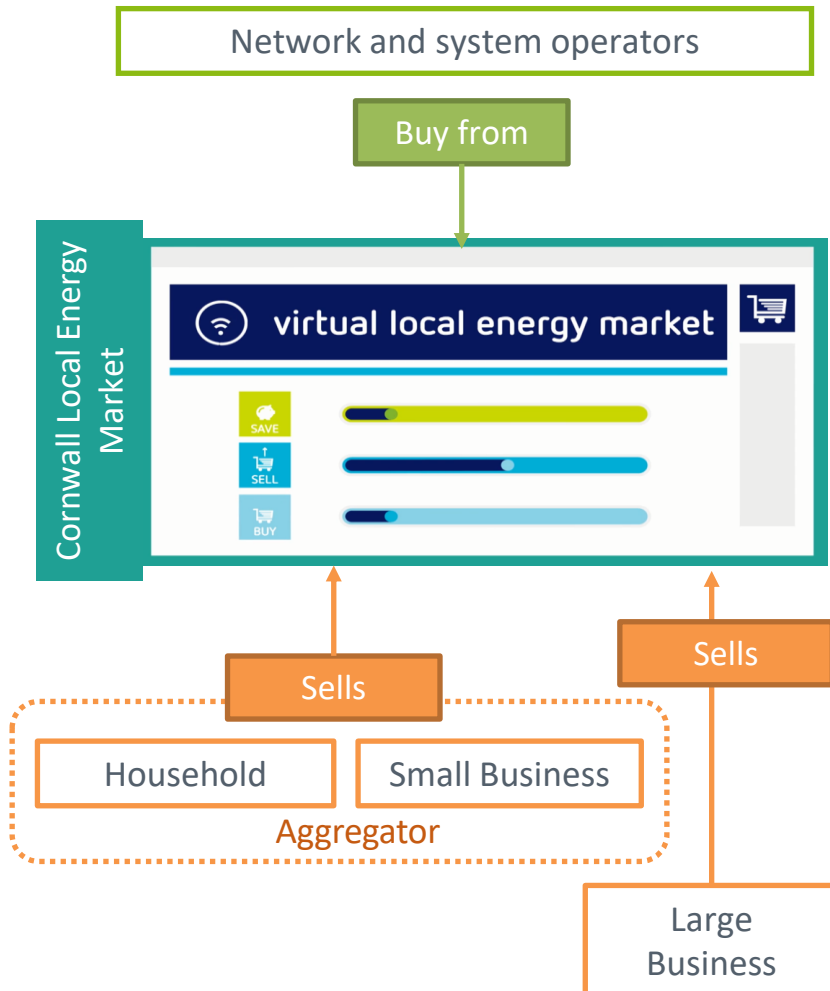 Network and system operators
Buy from
Cornwall Local Energy
Market
virtual local energy market
SAVE
SELL
BUY
Sells
Sells
Household
Small Business
Aggregator
Large
Business